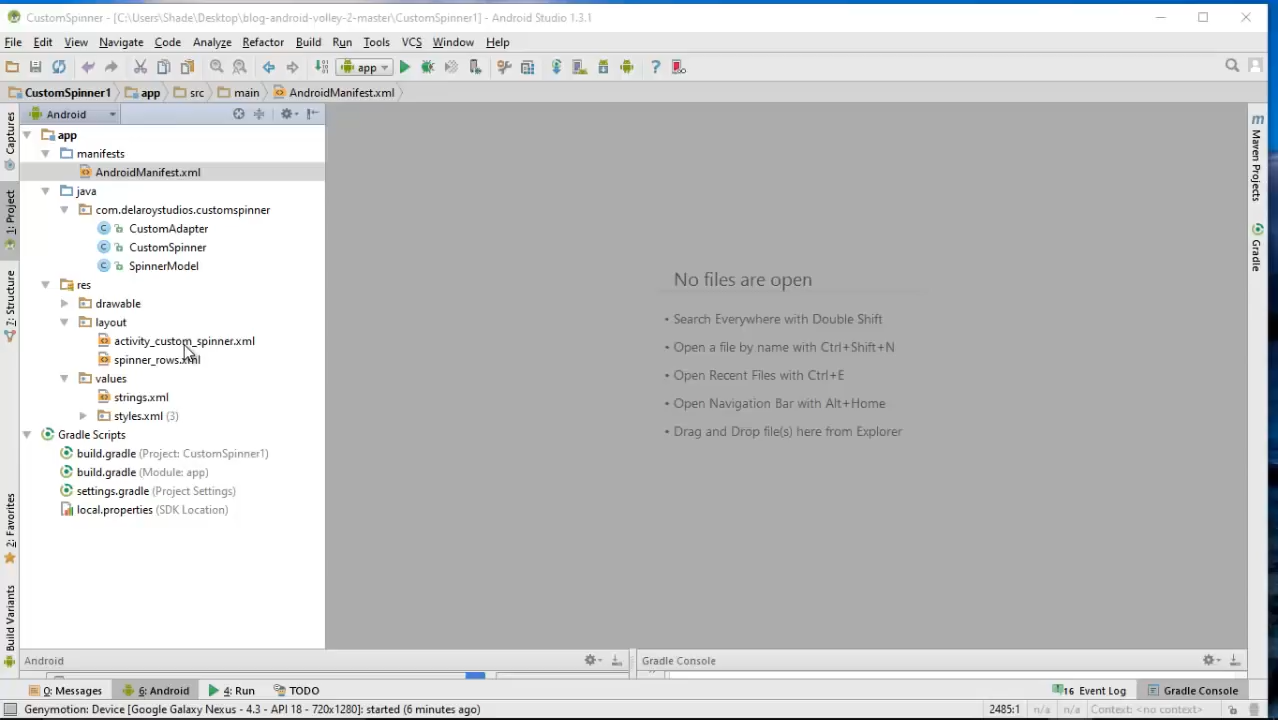 CustomSpinner - [C:\Users\Shade\Desktop\blog-android-volley-2-master\CustomSpinner1] - Android Studio 1.3.1
File Edit View Navigate Code Analyze Refactor Build Run Tools VCS Window Help
app
CustomSpinner1 app src main AndroidManifest.xml
Android
Captures
1: Project
7: Structure
2: Favorites
Build Variants
app
manifests
AndroidManifest.xml
java
com.delaroystudios.customspinner
CustomAdapter
CustomSpinner
SpinnerModel
res
drawable
layout
activity_custom_spinner.xml
spinner_rows.xml
values
strings.xml
styles.xml (3)
Gradle Scripts
build.gradle (Project: CustomSpinner1)
build.gradle (Module: app)
settings.gradle (Project Settings)
local.properties (SDK Location)
No files are open
• Search Everywhere with Double Shift
• Open a file by name with Ctrl+Shift+N
• Open Recent Files with Ctrl+E
• Open Navigation Bar with Alt+Home
• Drag and Drop file(s) here from Explorer
m
Maven Projects
Gradle
Android
Gradle Console
0: Messages 6: Android 4: Run TODO 16 Event Log Gradle Console
Genymotion: Device [Google Galaxy Nexus - 4.3 - API 18 - 720x1280]: started (6 minutes ago) 2485:1 n/a n/a Context: <no context>